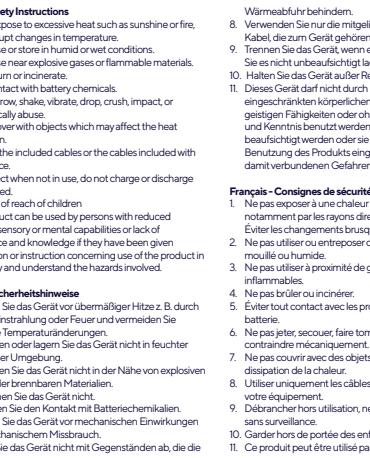 ety Instructions
pose to excessive heat such as sunshine or fire,
upt changes in temperature.
e or store in humid or wet conditions.
se near explosive gases or flammable materials.
urn or incinerate.
ntact with battery chemicals.
row, shake, vibrate, drop, crush, impact, or
cally abuse.
over with objects which may affect the heat
n.
the included cables or the cables included with
ce.
ect when not in use, do not charge or discharge
ed.
of reach of children
uct can be used by persons with reduced
sensory or mental capabilities or lack of
ce and knowledge if they have been given
on or instruction concerning use of the product in
y and understand the hazards involved.
cherheitshinweise
Sie das Gerät vor übermäßiger Hitze z. B. durch
instrahlung oder Feuer und vermeiden Sie
e Temperaturänderungen.
en oder lagern Sie das Gerät nicht in feuchter
er Umgebung.
en Sie das Gerät nicht in der Nähe von explosiven
der brennbaren Materialien.
nen Sie das Gerät nicht.
en Sie den Kontakt mit Batteriechemikalien.
Sie das Gerät vor mechanischen Einwirkungen
chanischem Missbrauch.
ie das Gerät nicht mit Gegenständen ab, die die
Wärmeabfuhr behindern.
8. Verwenden Sie nur die mitgeli
Kabel, die zum Gerät gehören
9. Trennen Sie das Gerät, wenn e
Sie es nicht unbeaufsichtigt la
10. Halten Sie das Gerät außer Re
11. Dieses Gerät darf nicht durch
eingeschränkten körperlichen
geistigen Fähigkeiten oder oh
und Kenntnis benutzt werden
beaufsichtigt werden oder sie
Benutzung des Produkts eing
damit verbundenen Gefahren
Français - Consignes de sécurité
1. Ne pas exposer à une chaleur
notamment par les rayons dire
Éviter les changements brusq
2. Ne pas utiliser ou entreposer d
mouillé ou humide.
3. Ne pas utiliser à proximité de g
inflammables.
4. Ne pas brûler ou incinérer.
5. Éviter tout contact avec les pro
batterie.
6. Ne pas jeter, secouer, faire tom
contraindre mécaniquement.
7. Ne pas couvrir avec des objets
dissipation de la chaleur.
8. Utiliser uniquement les câbles
votre équipement.
9. Débrancher hors utilisation, ne
sans surveillance.
10. Garder hors de portée des enf
11. Ce produit peut être utilisé pa